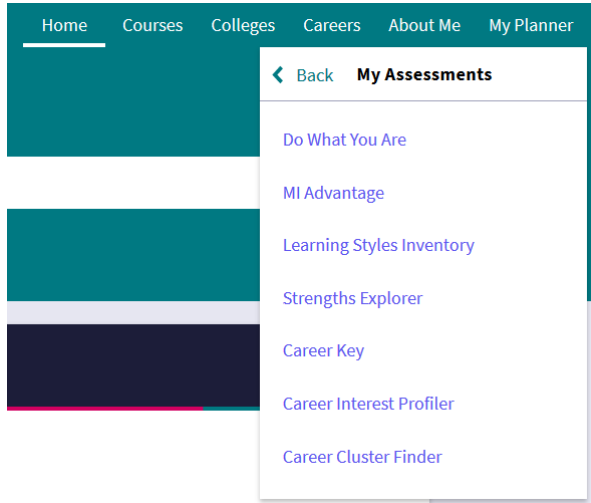 Home Courses Colleges Careers About Me My Planner
Back My Assessments
Do What You Are
MI Advantage
Learning Styles Inventory
Strengths Explorer
Career Key
Career Interest Profiler
Career Cluster Finder